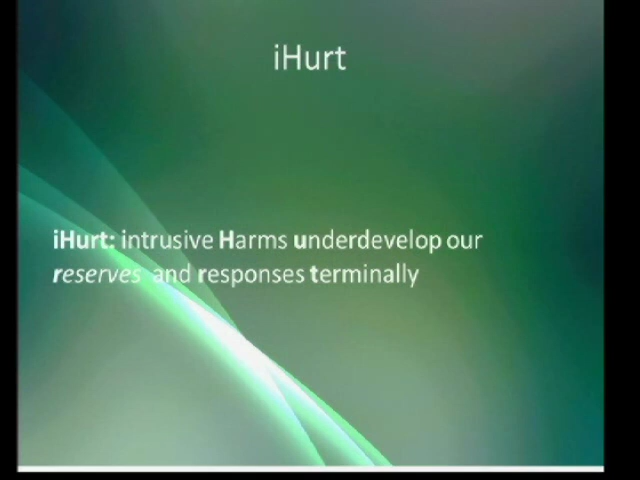 iHurt
iHurt: intrusive Harms underdevelop our
reserves and responses terminally